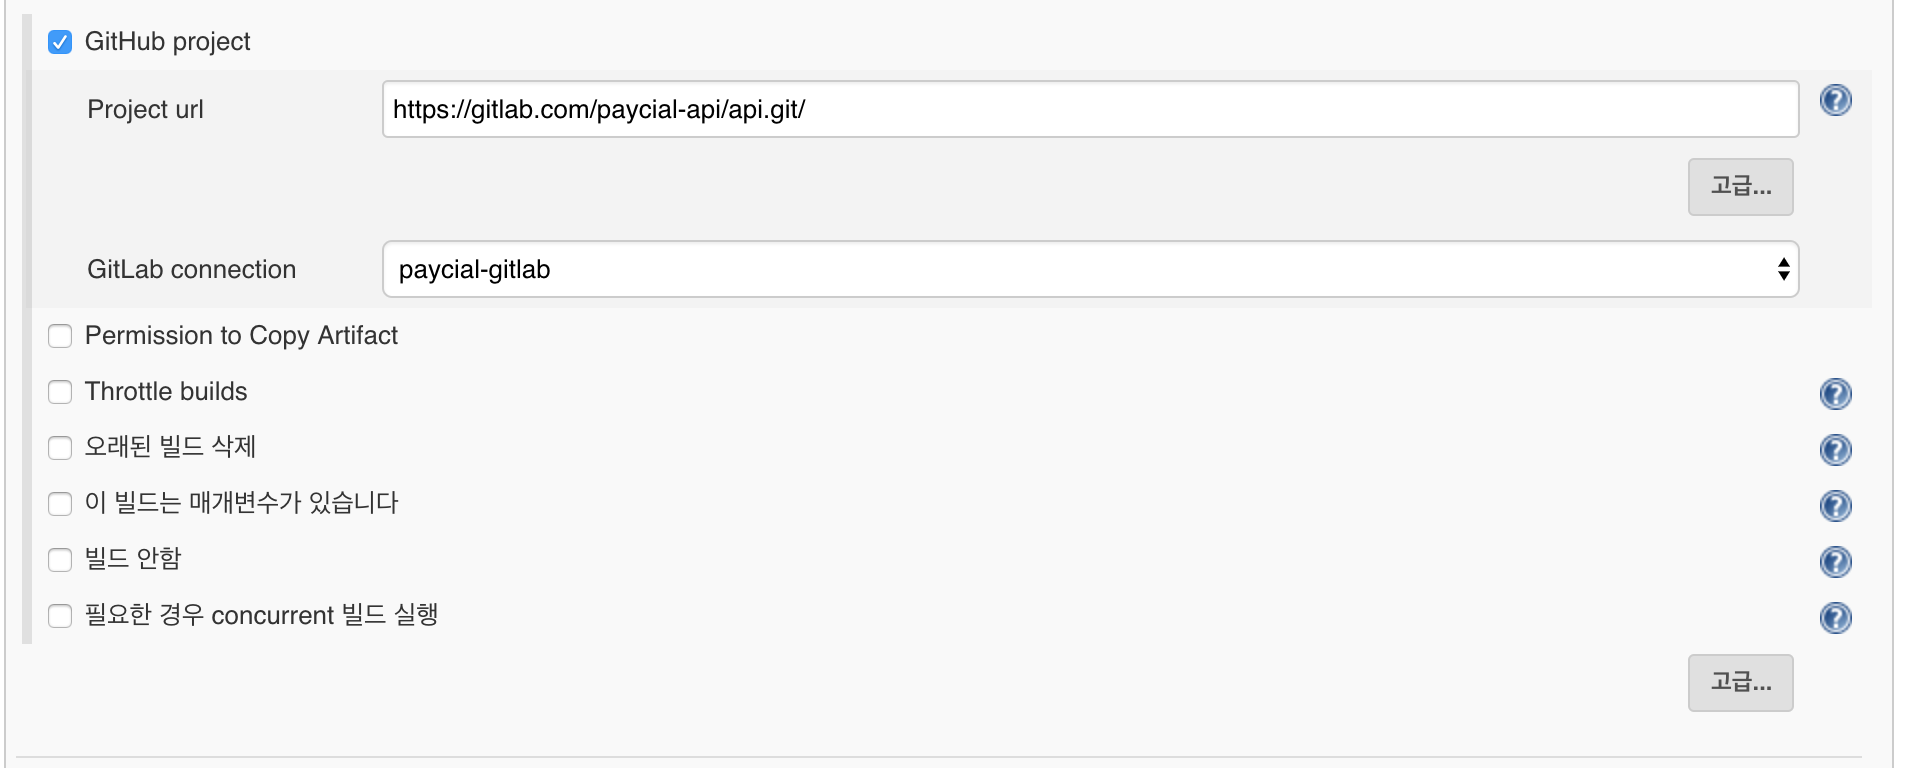 GitHub project
Project url
https://gitlab.com/paycial-api/api.git/
고급...
GitLab connection
paycial-gitlab
Permission to Copy Artifact
Throttle builds
오래된 빌드 삭제
이 빌드는 매개변수가 있습니다
빌드 안함
필요한 경우 concurrent 빌드 실행
고급...